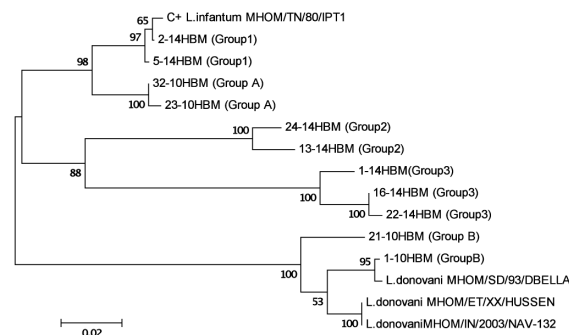 65
C+ L.infantum MHOM/TN/80/IPT1
97
2-14HBM (Group1)
5-14HBM (Group1)
98
32-10HBM (Group A)
100
23-10HBM (Group A)
100
24-14HBM (Group2)
13-14HBM (Group2)
88
1-14HBM(Group3)
100
16-14HBM (Group3)
100
22-14HBM (Group3)
21-10HBM (Group B)
100
95
1-10HBM (GroupB)
L.donovani MHOM/SD/93/DBELLA
53
L.donovani MHOM/ET/XX/HUSSEN
100
L.donovaniMHOM/IN/2003/NAV-132
0.02